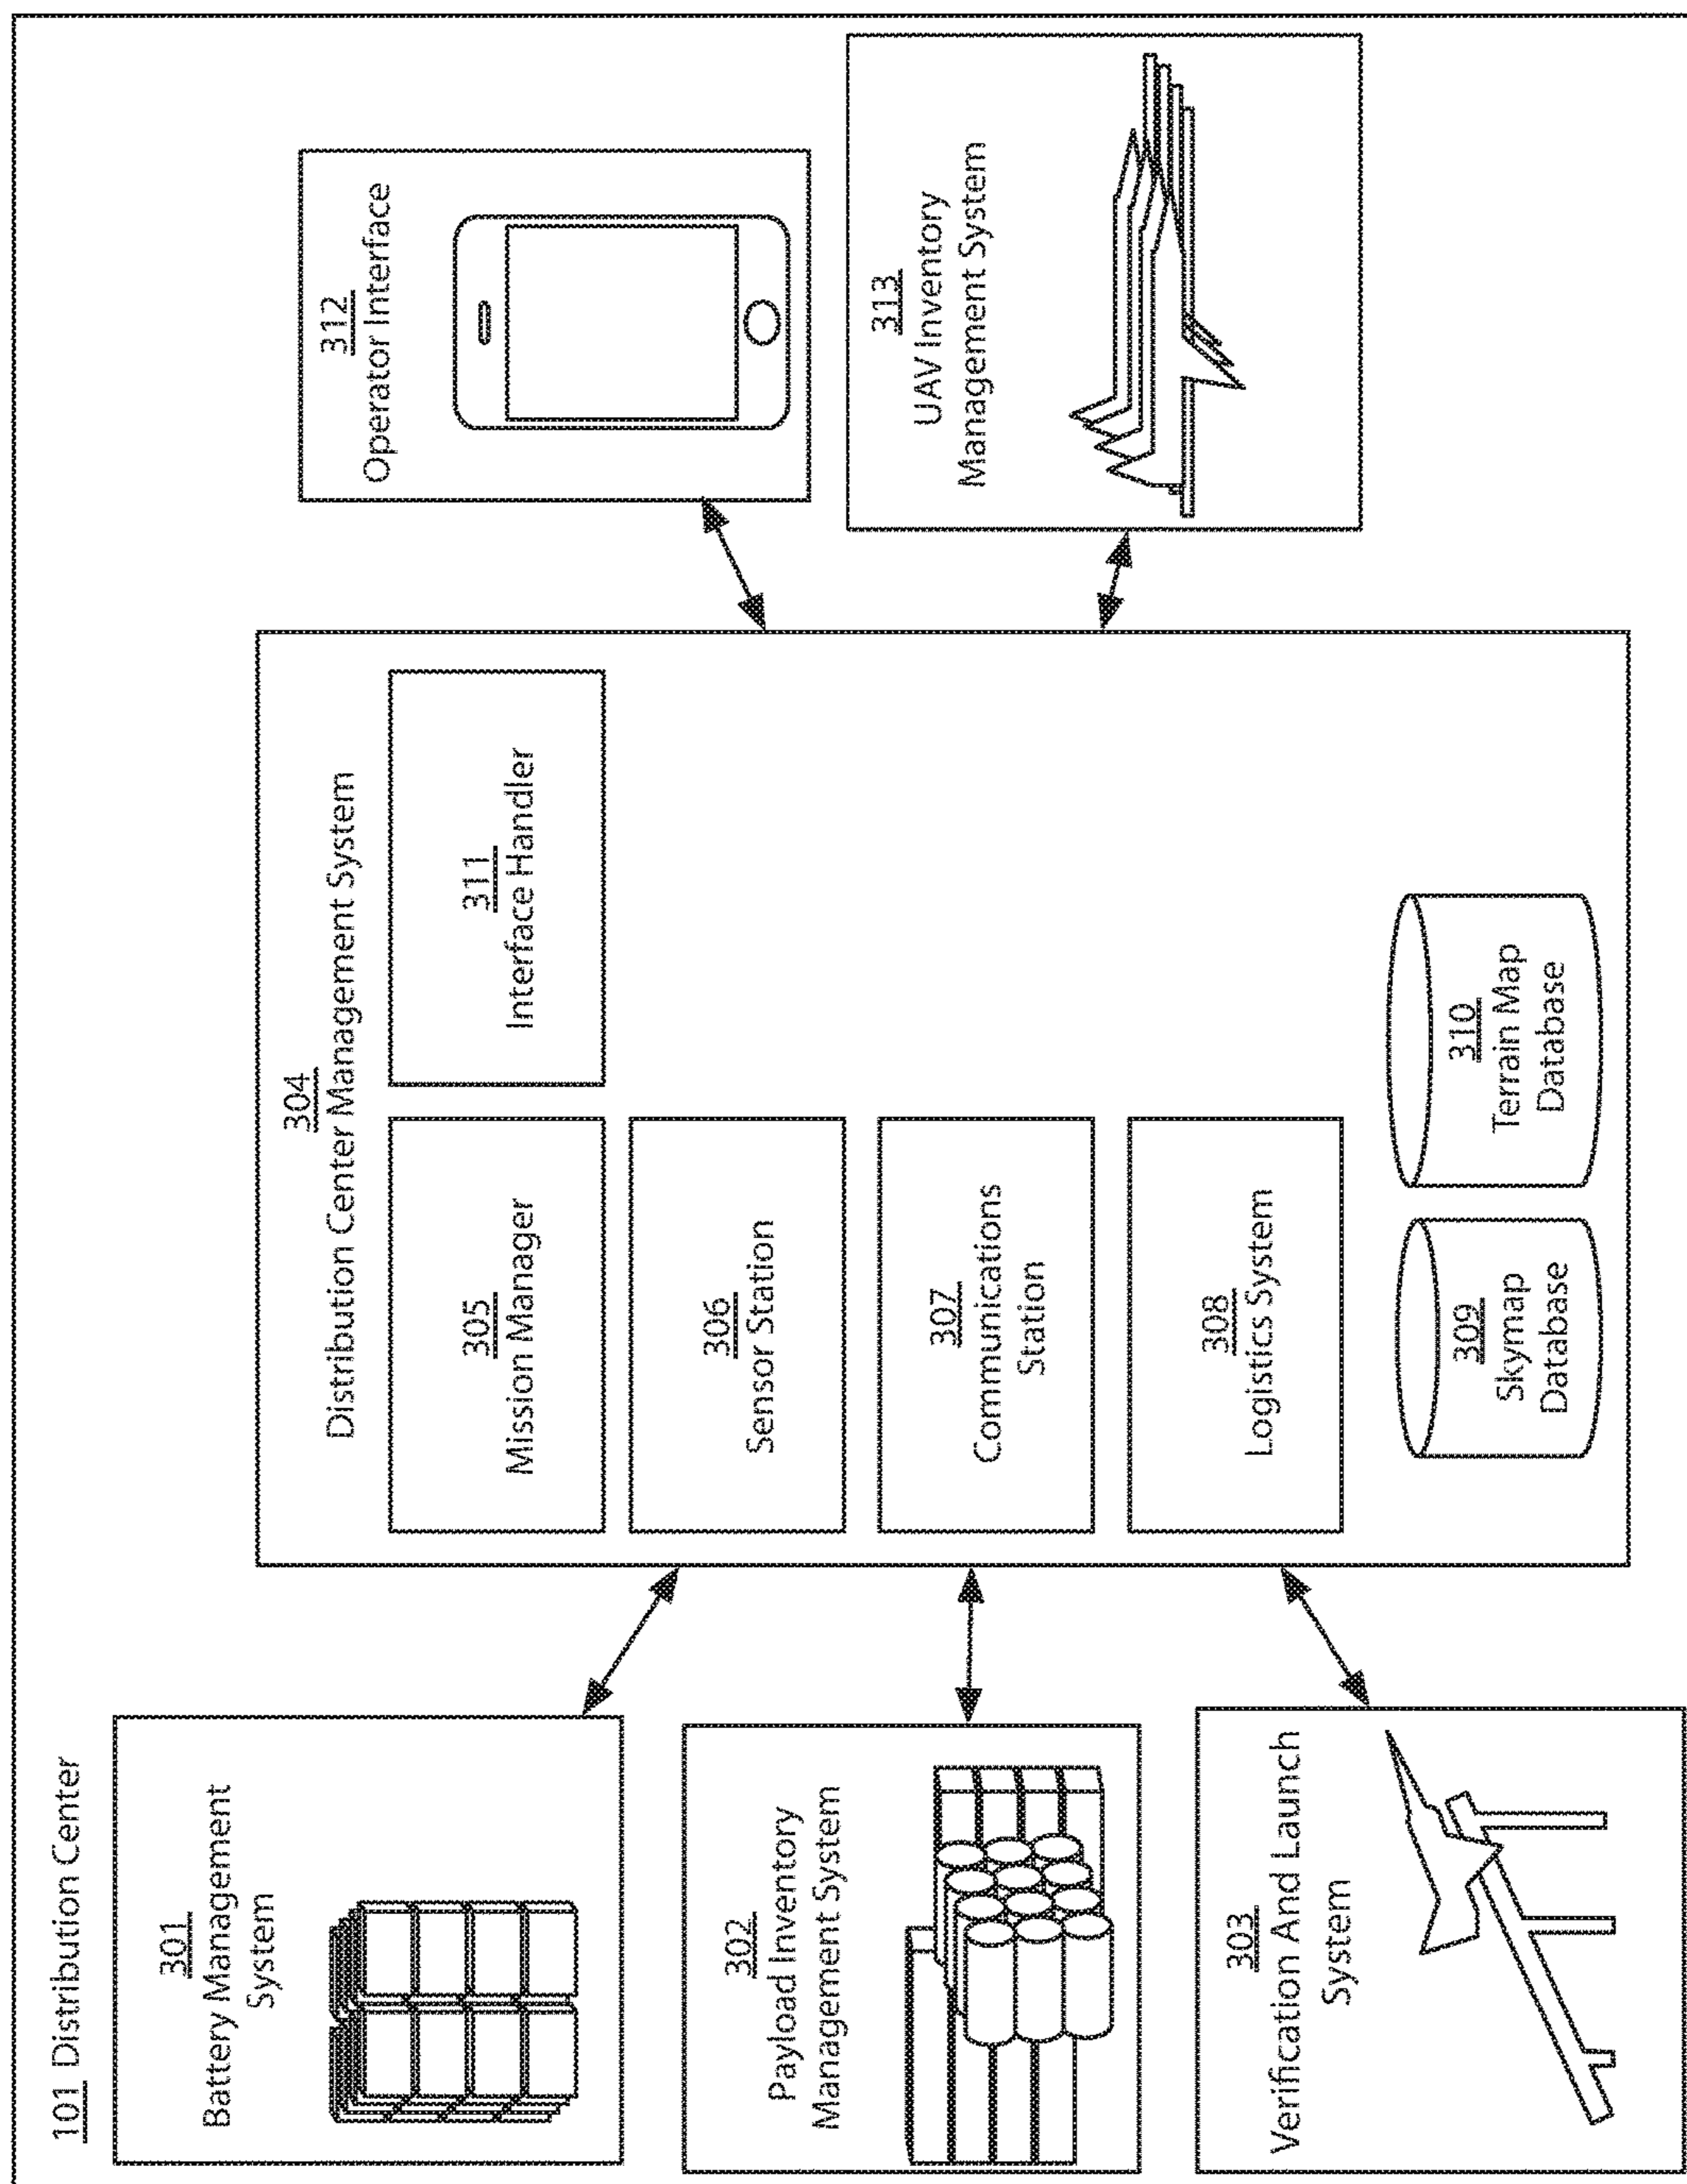 101 Distribution Center
301
Battery Management
System
302
Payload Inventory
Management System
303
Verification And Launch
System
304
Distribution Center Management System
305
Mission Manager
306
Sensor Station
307
Communications
Station
308
Logistics System
309
Skymap
Database
310
Terrain Map
Database
311
Interface Handler
312
Operator Interface
313
UAV Inventory
Management System